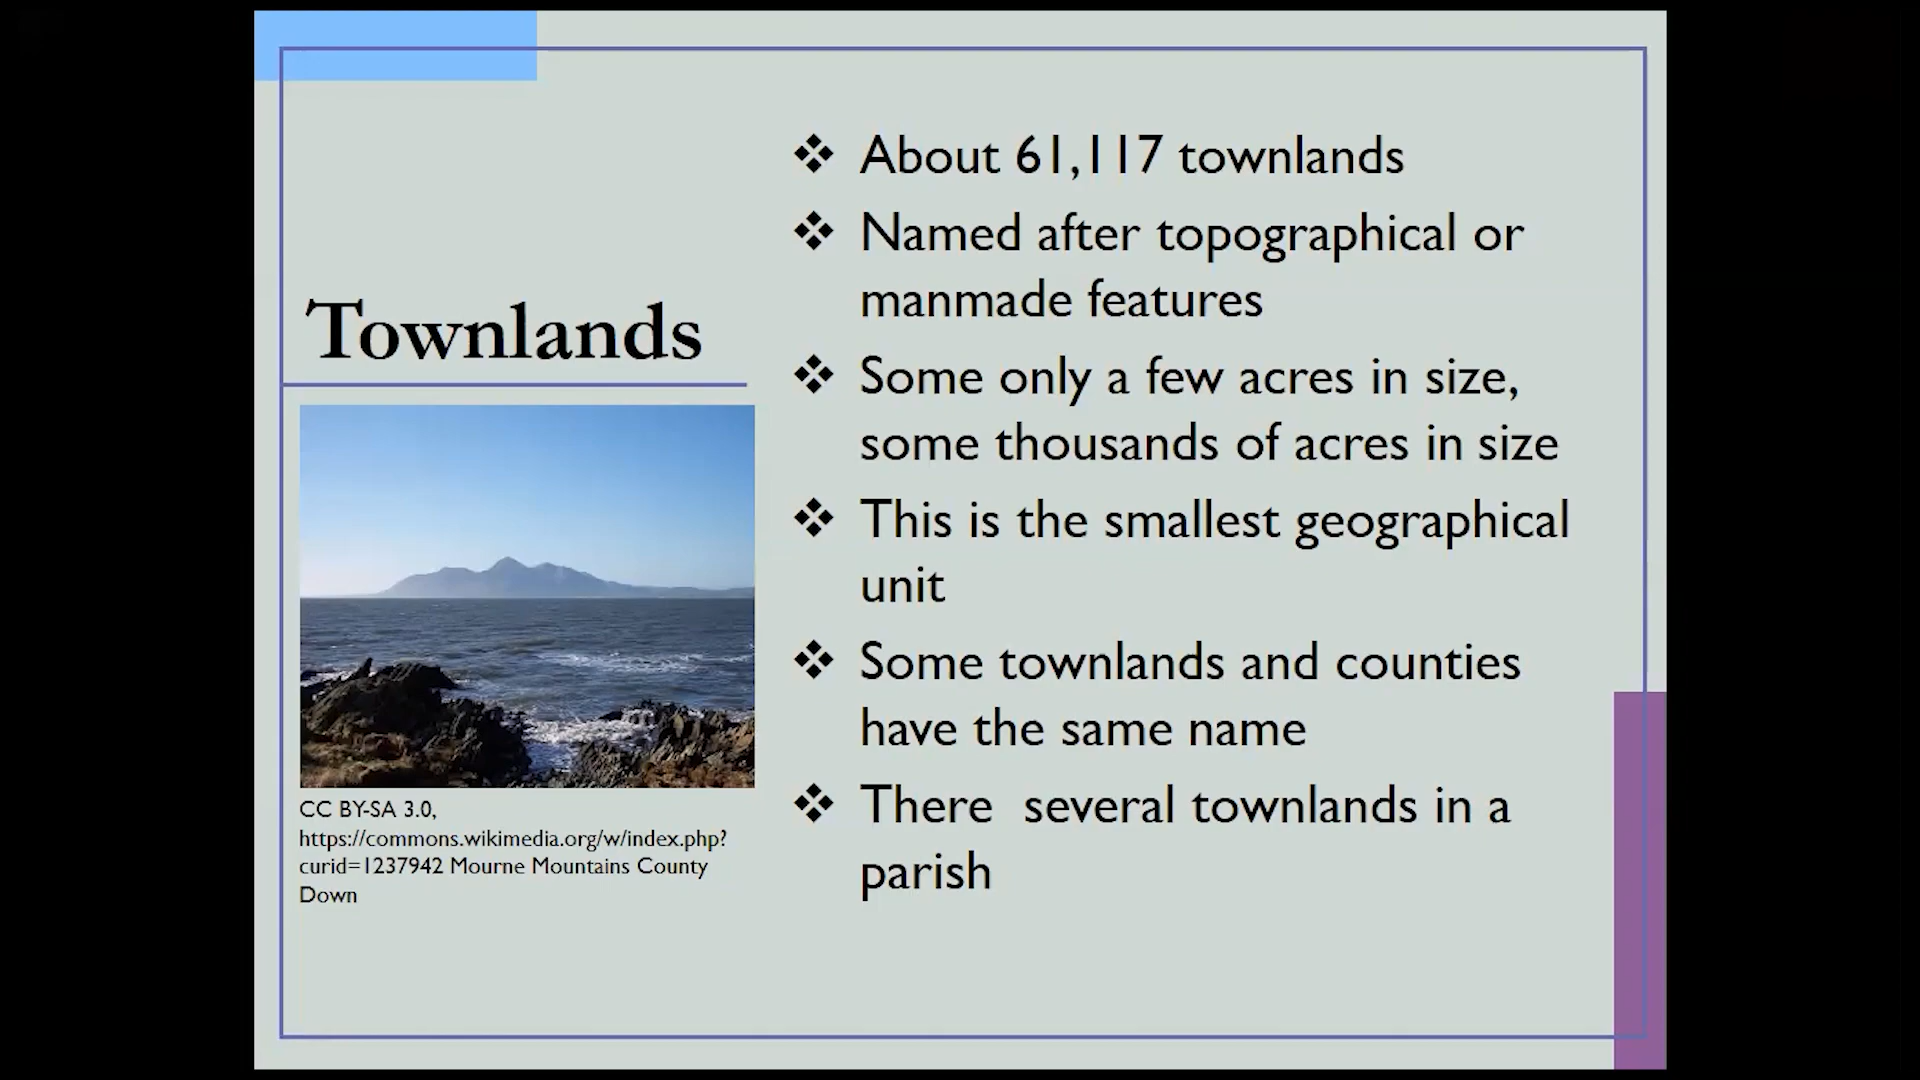 Townlands
CC BY-SA 3.0,
https://commons.wikimedia.org/w/index.php?
curid=1237942 Mourne Mountains County
Down
About 61,117 townlands
Named after topographical or
manmade features
Some only a few acres in size,
some thousands of acres in size
This is the smallest geographical
unit
Some townlands and counties
have the same name
There  several townlands in a
parish